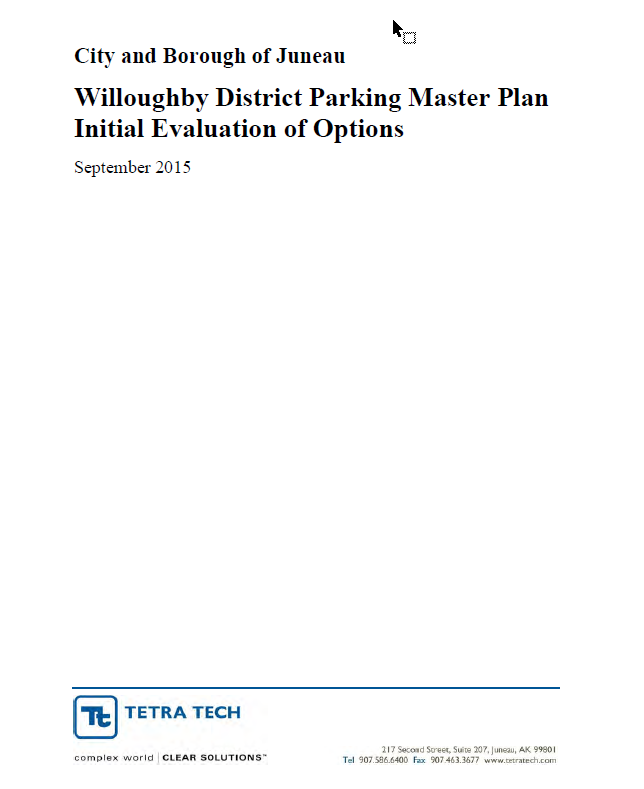 City and Borough of Juneau
Willoughby District Parking Master Plan
Initial Evaluation of Options
September 2015
Tt TETRA TECH
complex world | CLEAR SOLUTIONS™
217 Second Street, Suite 207, Juneau, AK 99801
Tel 907.586.6400 Fax 907.463.3677 www.tetratech.com